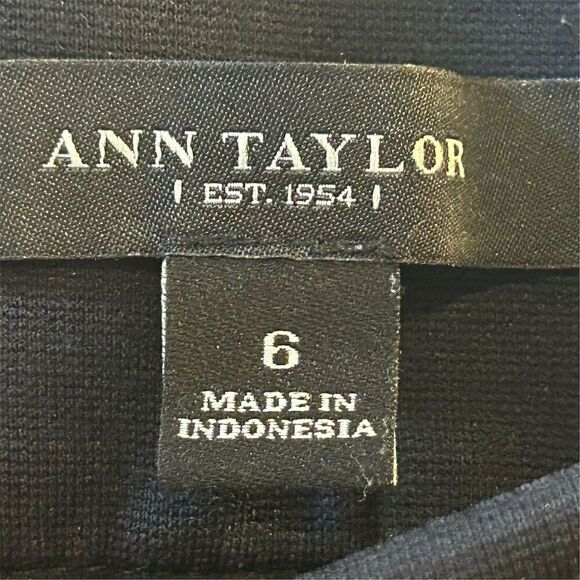 ANN TAYLOR
| EST. 1954 |
6
MADE IN
INDONESIA